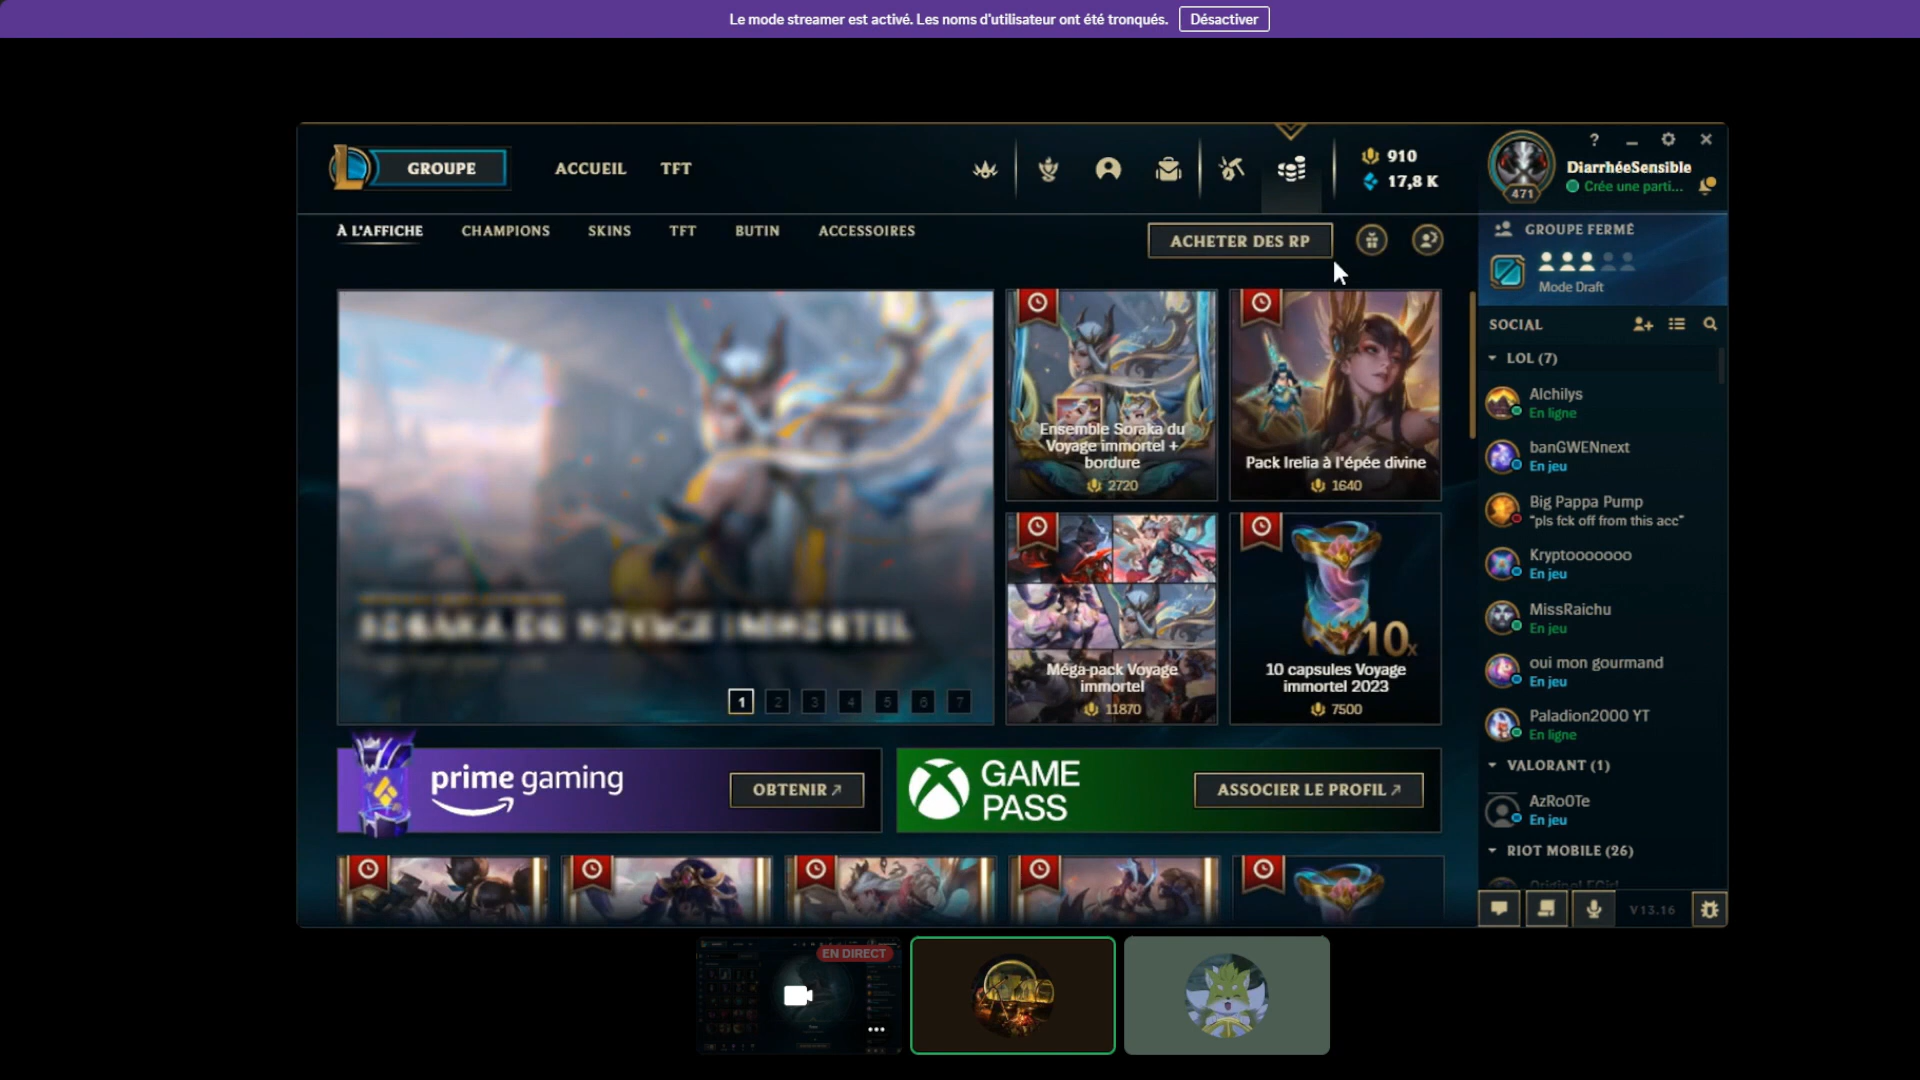 Le mode streamer est activé. Les noms d'utilisateur ont été tronqués. Désactiver
GROUPE ACCUEIL TFT
910
17,8 K
?
471
DiarrhéeSensible
Crée une parti...
À L'AFFICHE CHAMPIONS SKINS TFT BUTIN ACCESSOIRES
ACHETER DES RP
GROUPE FERMÉ
Mode Draft
SORAKA DU VOYAGE IMMORTEL
1 2 3 4 5 6 7
Ensemble Soraka du
Voyage immortel +
bordure
2720
Pack Irelia à l'épée divine
1640
Méga-pack Voyage
immortel
11870
10x
10 capsules Voyage
immortel 2023
7500
prime gaming
OBTENIR
GAME
PASS
ASSOCIER LE PROFIL
SOCIAL
LOL (7)
Alchilys
En ligne
banGWENnext
En jeu
Big Pappa Pump
"pls fck off from this acc"
Kryptooooooo
En jeu
MissRaichu
En jeu
oui mon gourmand
En jeu
Paladion2000 YT
En ligne
VALORANT (1)
AzRo0Te
En jeu
RIOT MOBILE (26)
V13.16
EN DIRECT